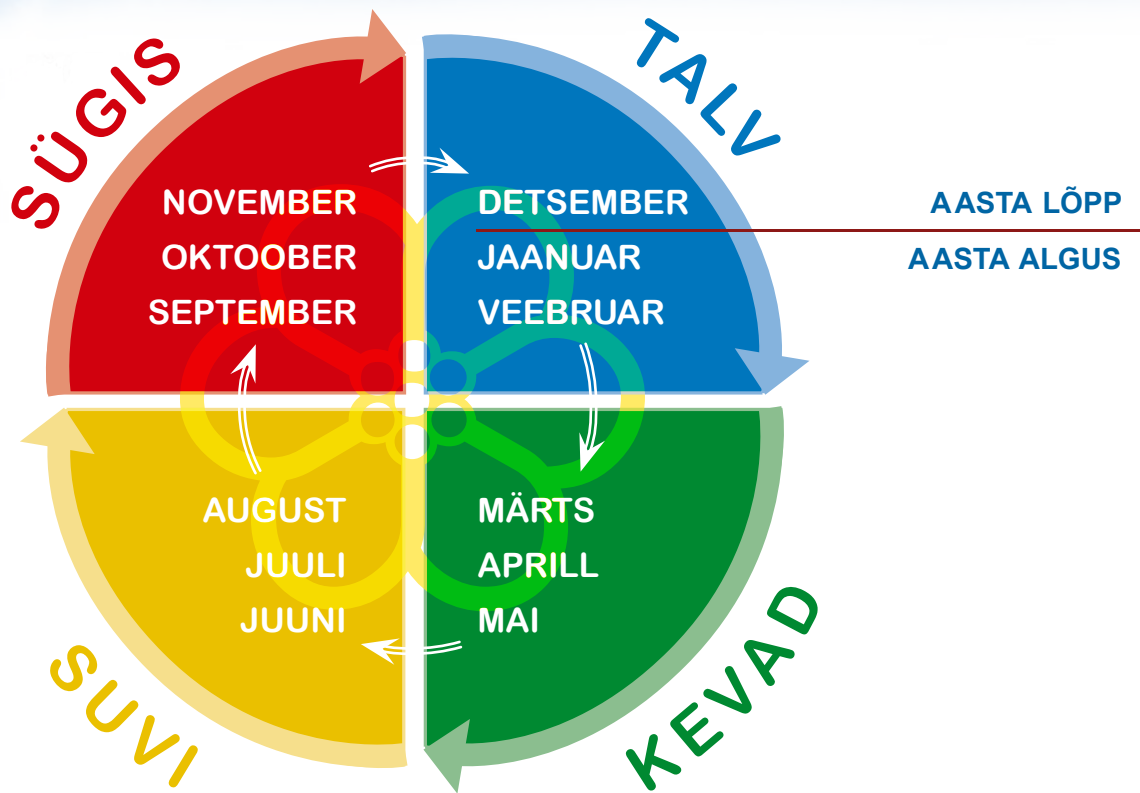 SÜGIS
TALV
NOVEMBER
OKTOOBER
SEPTEMBER
DETSEMBER
JAANUAR
VEEBRUAR
AASTA LÕPP
AASTA ALGUS
AUGUST
JUULI
JUUNI
MÄRTS
APRILL
MAI
SUVI
KEVAD